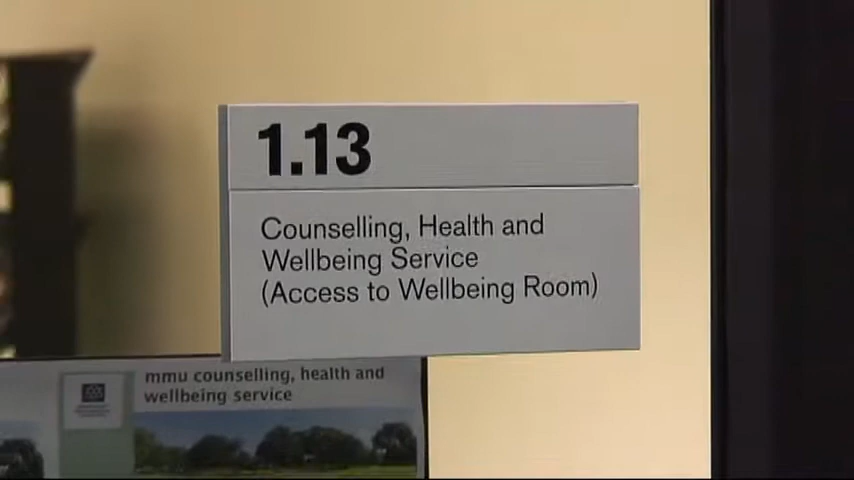 1.13
Counselling, Health and
Wellbeing Service
(Access to Wellbeing Room)
mmu counselling, health and
wellbeing service